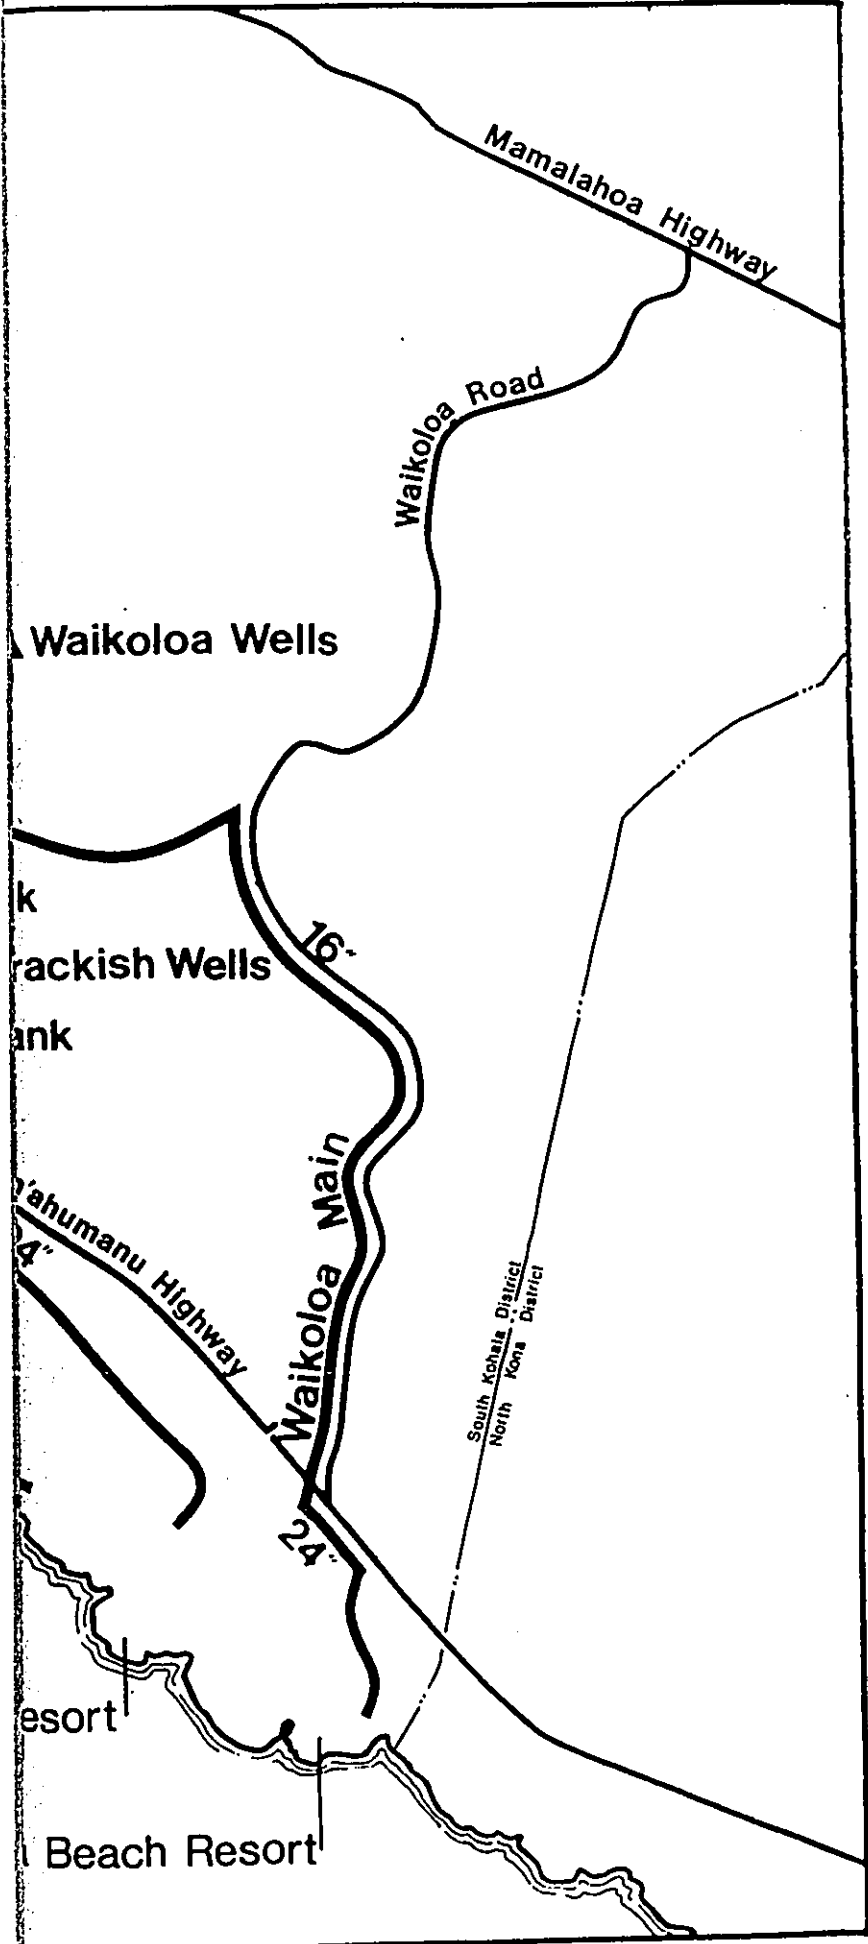 Mamalahoa Highway
Waikoloa Road
Waikoloa Wells
k
rackish Wells
16"
ank
Waikoloa Main
'ahumanu Highway
24"
South Kohala District
North Kona District
24"
esort
Beach Resort